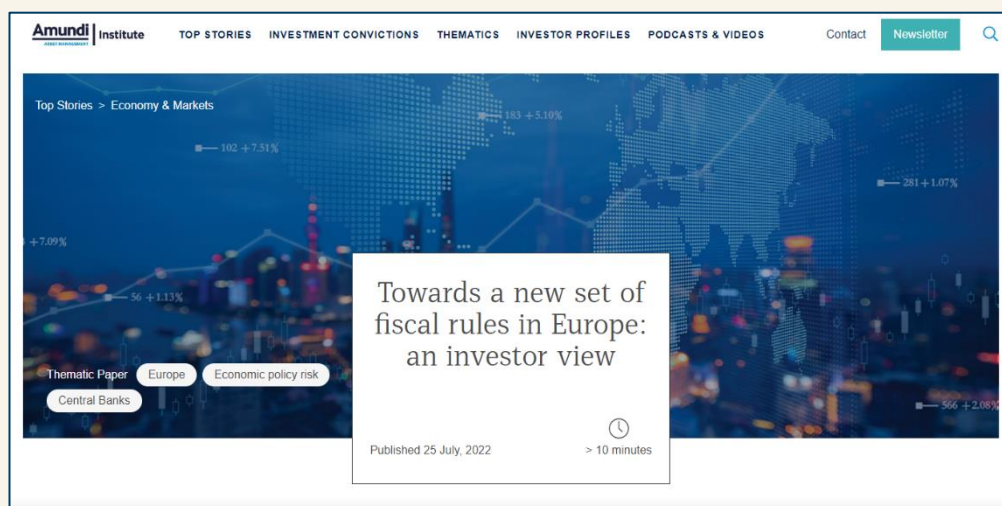 Amundi Institute
ASSET MANAGEMENT
TOP STORIES INVESTMENT CONVICTIONS THEMATICS INVESTOR PROFILES PODCASTS & VIDEOS
Contact Newsletter
Top Stories > Economy & Markets
183 +5.10%
102 +7.51%
281 +1.07%
+7.09%
56 +1.13%
Towards a new set of
fiscal rules in Europe:
an investor view
Thematic Paper Europe Economic policy risk
Central Banks
566 +2.08%
Published 25 July, 2022 > 10 minutes